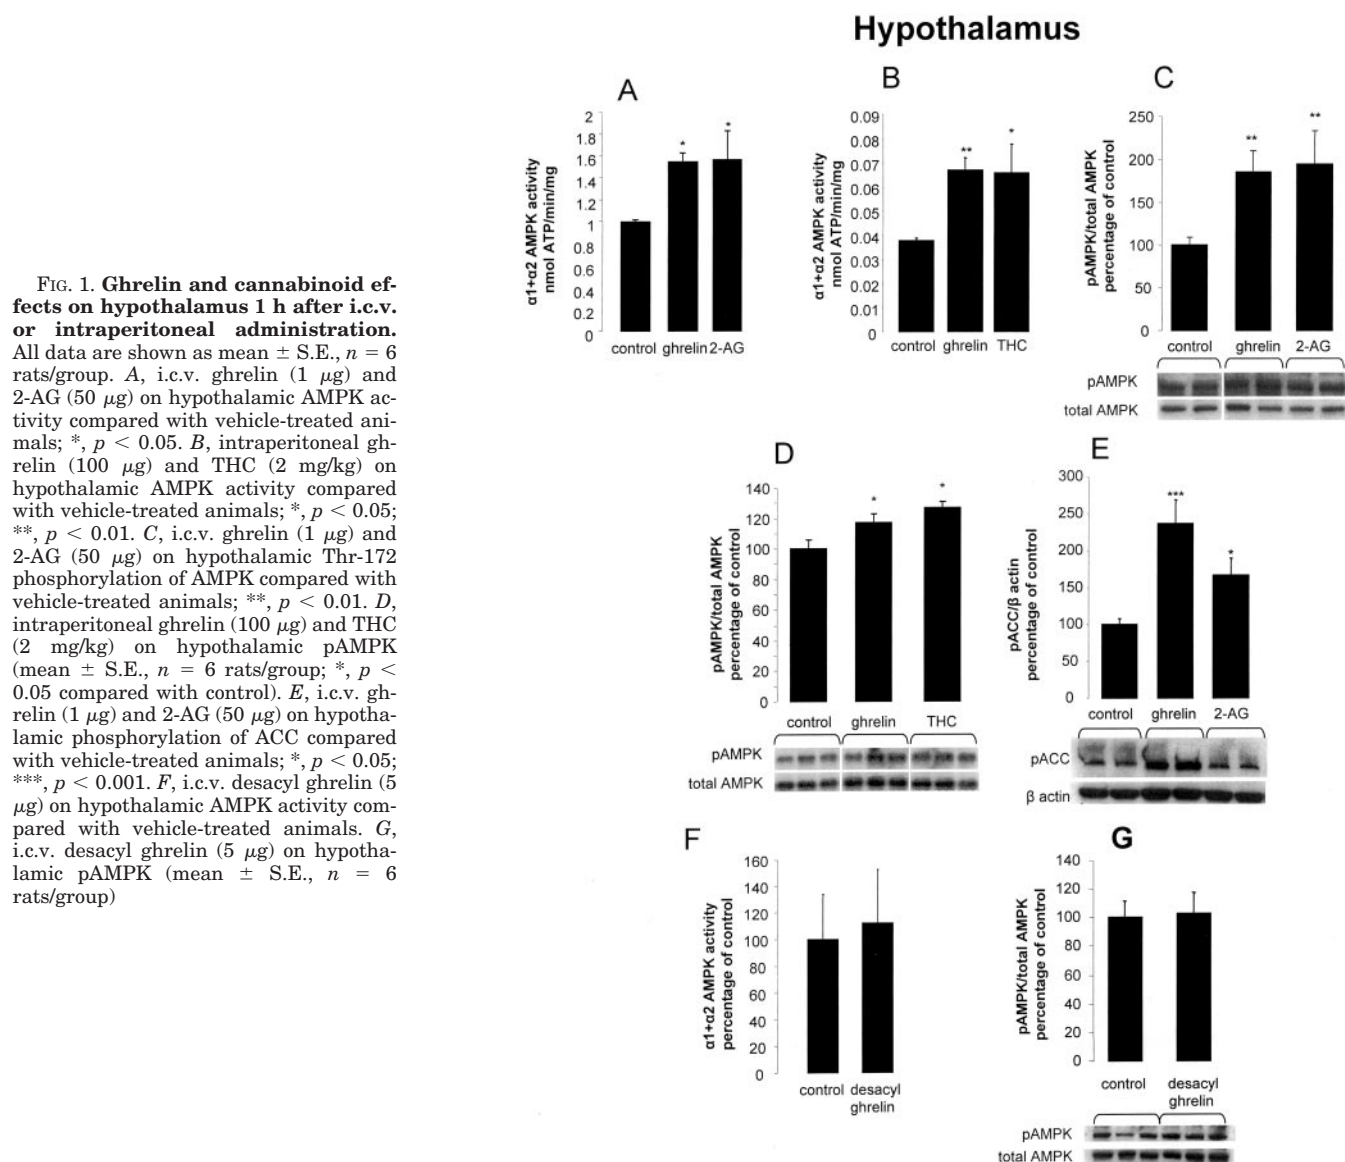 Hypothalamus
FIG. 1. Ghrelin and cannabinoid ef-
fects on hypothalamus 1 h after i.c.v.
or intraperitoneal administration.
All data are shown as mean ± S.E., n = 6
rats/group. A, i.c.v. ghrelin (1 μg) and
2-AG (50 μg) on hypothalamic AMPK ac-
tivity compared with vehicle-treated ani-
mals; *, p < 0.05. B, intraperitoneal gh-
relin (100 μg) and THC (2 mg/kg) on
hypothalamic AMPK activity compared
with vehicle-treated animals; *, p < 0.05;
**, p < 0.01. C, i.c.v. ghrelin (1 μg) and
2-AG (50 μg) on hypothalamic Thr-172
phosphorylation of AMPK compared with
vehicle-treated animals; **, p < 0.01. D,
intraperitoneal ghrelin (100 μg) and THC
(2 mg/kg) on hypothalamic pAMPK
(mean ± S.E., n = 6 rats/group; *, p <
0.05 compared with control). E, i.c.v. gh-
relin (1 μg) and 2-AG (50 μg) on hypotha-
lamic phosphorylation of ACC compared
with vehicle-treated animals; *, p < 0.05;
***, p < 0.001. F, i.c.v. desacyl ghrelin (5
μg) on hypothalamic AMPK activity com-
pared with vehicle-treated animals. G,
i.c.v. desacyl ghrelin (5 μg) on hypotha-
lamic pAMPK (mean ± S.E., n = 6
rats/group)
A
α1+α2 AMPK activity
nmol ATP/min/mg
2
1.8
1.6
1.4
1.2
1
0.8
0.6
0.4
0.2
0
*
*
control ghrelin 2-AG
B
α1+α2 AMPK activity
nmol ATP/min/mg
0.09
0.08
0.07
0.06
0.05
0.04
0.03
0.02
0.01
0
**
*
control ghrelin THC
C
pAMPK/total AMPK
percentage of control
250
200
150
100
50
0
**
**
control ghrelin 2-AG
pAMPK
total AMPK
D
pAMPK/total AMPK
percentage of control
140
120
100
80
60
40
20
0
*
*
control ghrelin THC
pAMPK
total AMPK
E
pACC/β actin
percentage of control
300
250
200
150
100
50
0
***
*
control ghrelin 2-AG
pACC
β actin
F
α1+α2 AMPK activity
percentage of control
160
140
120
100
80
60
40
20
0
control desacyl
ghrelin
G
pAMPK/total AMPK
percentage of control
140
120
100
80
60
40
20
0
control desacyl
ghrelin
pAMPK
total AMPK